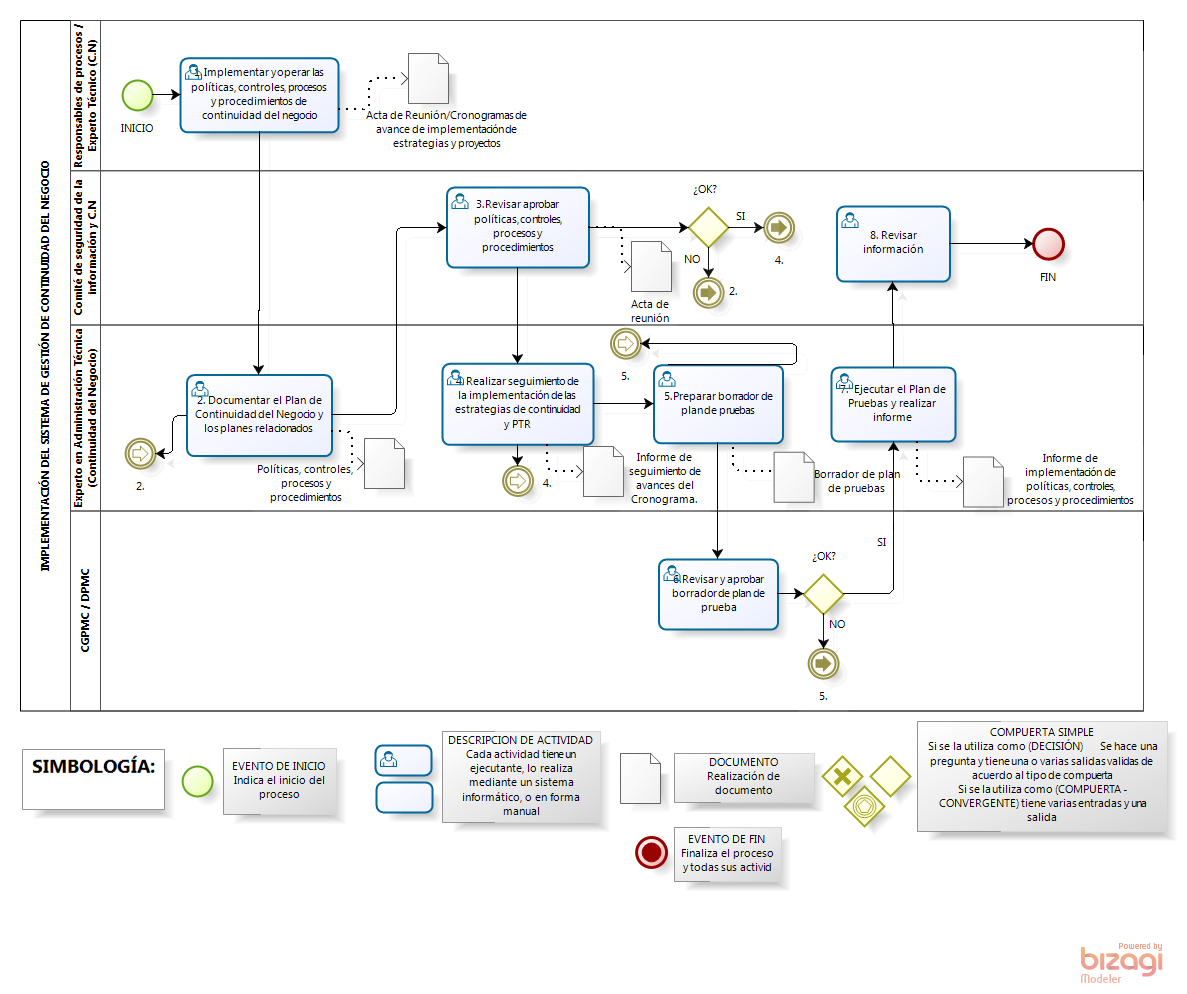 IMPLEMENTACIÓN DEL SISTEMA DE GESTIÓN DE CONTINUIDAD DEL NEGOCIO
Responsables de procesos /
Experto Técnico (C.N)
INICIO
1. Implementar y operar las
políticas, controles, procesos
y procedimientos de
continuidad del negocio
Acta de Reunión/Cronogramas de
avance de implementación de
estrategias y proyectos
Comité de seguridad de la
información y C.N
3.Revisar aprobar
políticas, controles,
procesos y
procedimientos
¿OK?
SI
4.
NO
2.
Acta de
reunión
8. Revisar
información
FIN
Experto en Administración Técnica
(Continuidad del Negocio)
2. Documentar el Plan de
Continuidad del Negocio y
los planes relacionados
2.
Políticas, controles,
procesos y
procedimientos
4. Realizar seguimiento de
la implementación de las
estrategias de continuidad
y PTR
4.
Informe de
seguimiento de
avances del
Cronograma.
5.
5.Preparar borrador de
plan de pruebas
Borrador de plan
de pruebas
7. Ejecutar el Plan de
Pruebas y realizar
informe
Informe de
implementación de
políticas, controles,
procesos y procedimientos
CGPMC / DPMC
6.Revisar y aprobar
borrador de plan de
prueba
¿OK?
SI
NO
5.
SIMBOLOGÍA:
EVENTO DE INICIO
Indica el inicio del
proceso
DESCRIPCION DE ACTIVIDAD
Cada actividad tiene un
ejecutante, lo realiza
mediante un sistema
informático, o en forma
manual
DOCUMENTO
Realización de
documento
EVENTO DE FIN
Finaliza el proceso
y todas sus activid
COMPUERTA SIMPLE
Si se la utiliza como (DECISIÓN) Se hace una
pregunta y tiene una o varias salidas validas de
acuerdo al tipo de compuerta
Si se la utiliza como (COMPUERTA -
CONVERGENTE) tiene varias entradas y una
salida
Powered by
bizagi
Modeler